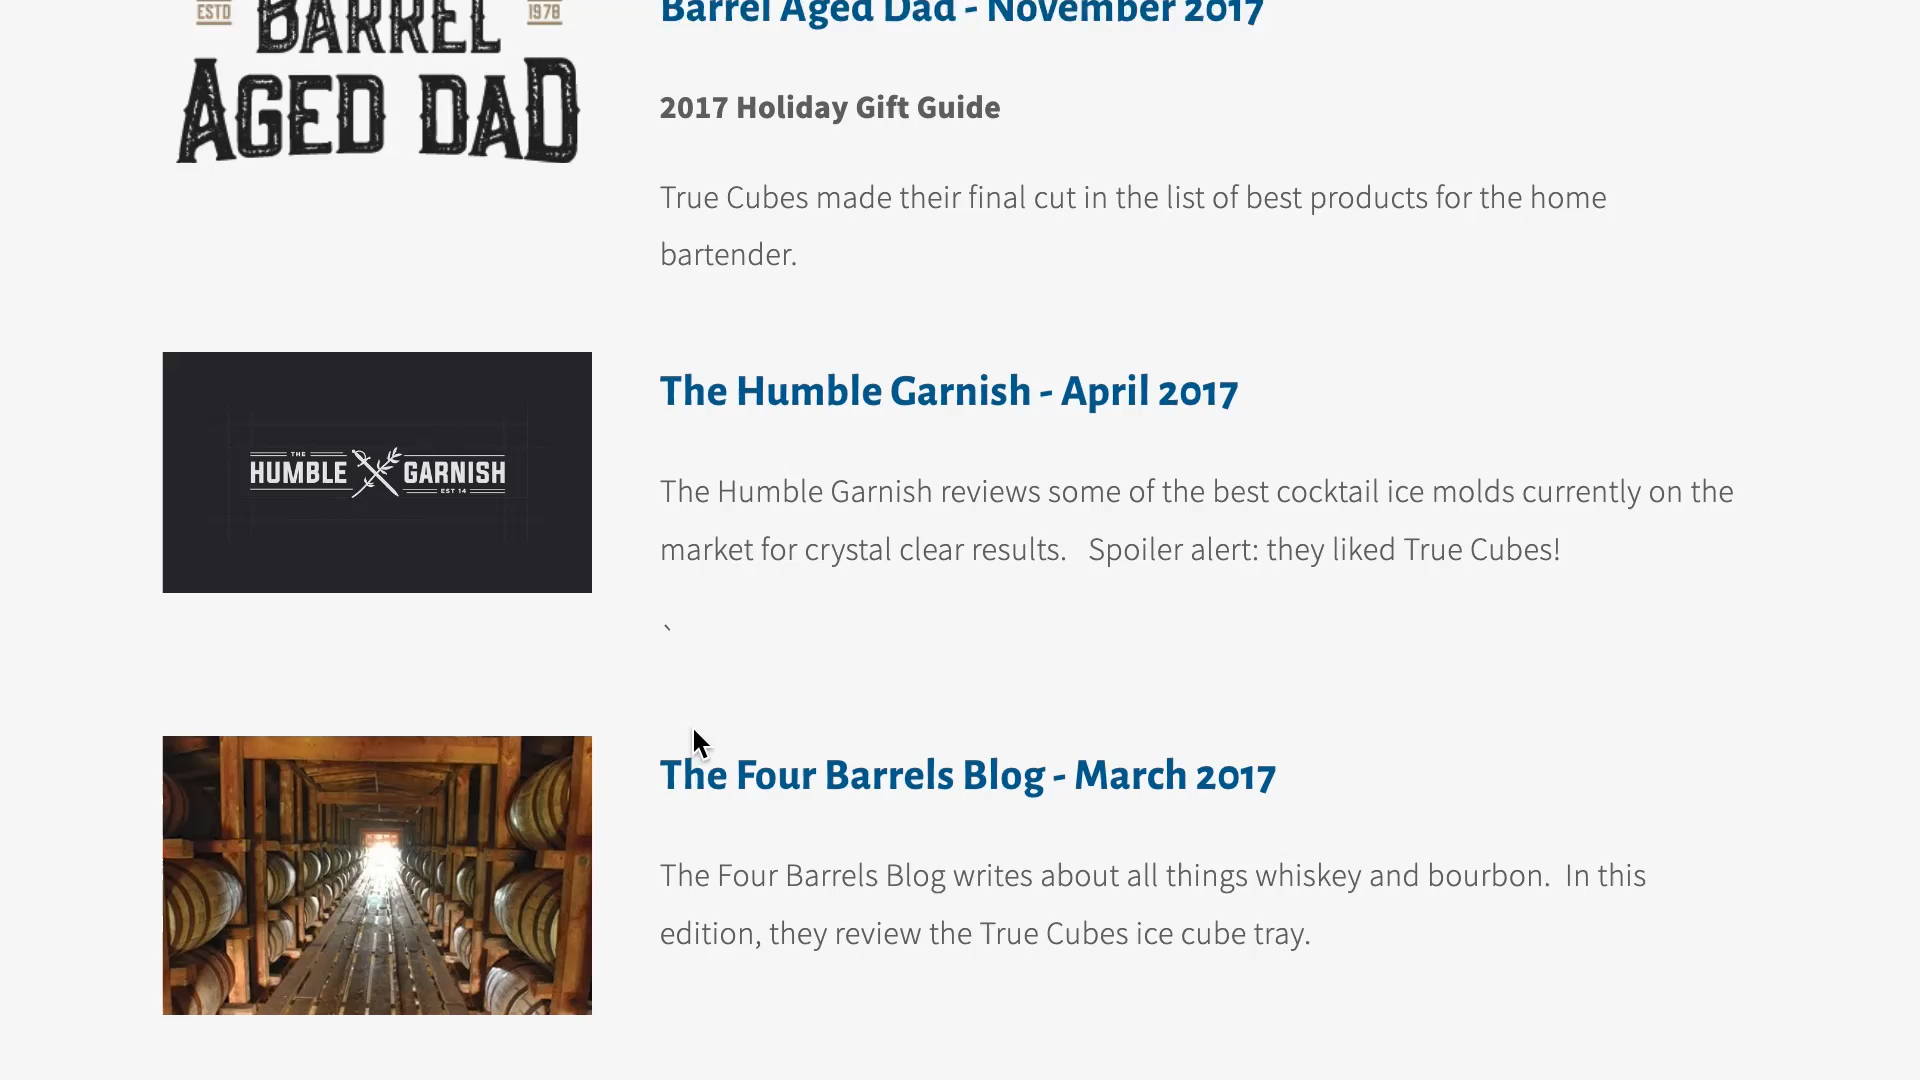 ESTD
BARREL
1978
AGED DAD
Barrel Aged Dad - November 2017
2017 Holiday Gift Guide
True Cubes made their final cut in the list of best products for the home
bartender.
THE
HUMBLE GARNISH
EST 14
The Humble Garnish - April 2017
The Humble Garnish reviews some of the best cocktail ice molds currently on the
market for crystal clear results.   Spoiler alert: they liked True Cubes!
`
The Four Barrels Blog - March 2017
The Four Barrels Blog writes about all things whiskey and bourbon.  In this
edition, they review the True Cubes ice cube tray.